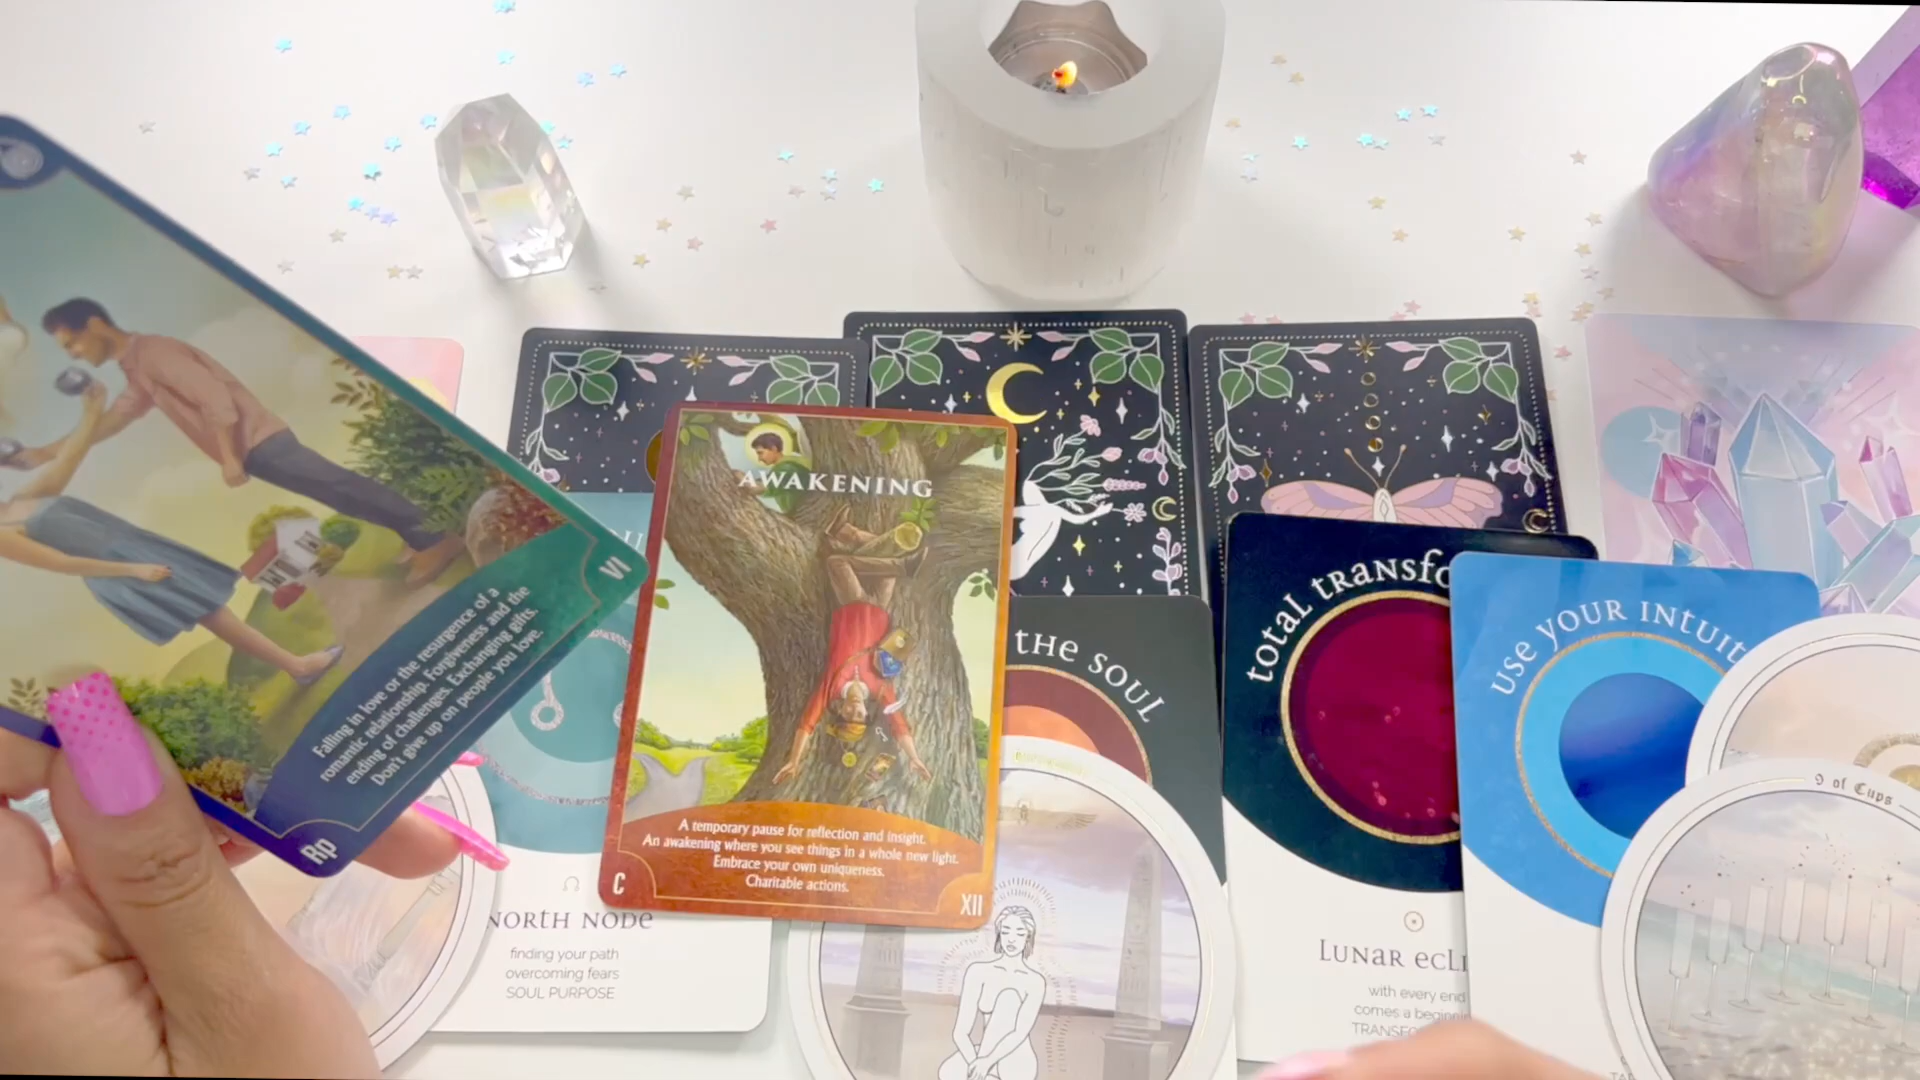 VI
Falling in love or the resurgence of a
romantic relationship. Forgiveness and the
ending of challenges. Exchanging gifts.
Don't give up on people you love.
Rp
AWAKENING
A temporary pause for reflection and insight.
An awakening where you see things in a whole new light.
Embrace your own uniqueness.
Charitable actions.
C
XII
NORTH NODE
finding your path
overcoming fears
SOUL PURPOSE
THE SOUL
TOTAL TRANSFO
LUNAR ECLI
with every end
comes a beginnin
USE YOUR INTUIT
9 of Cups